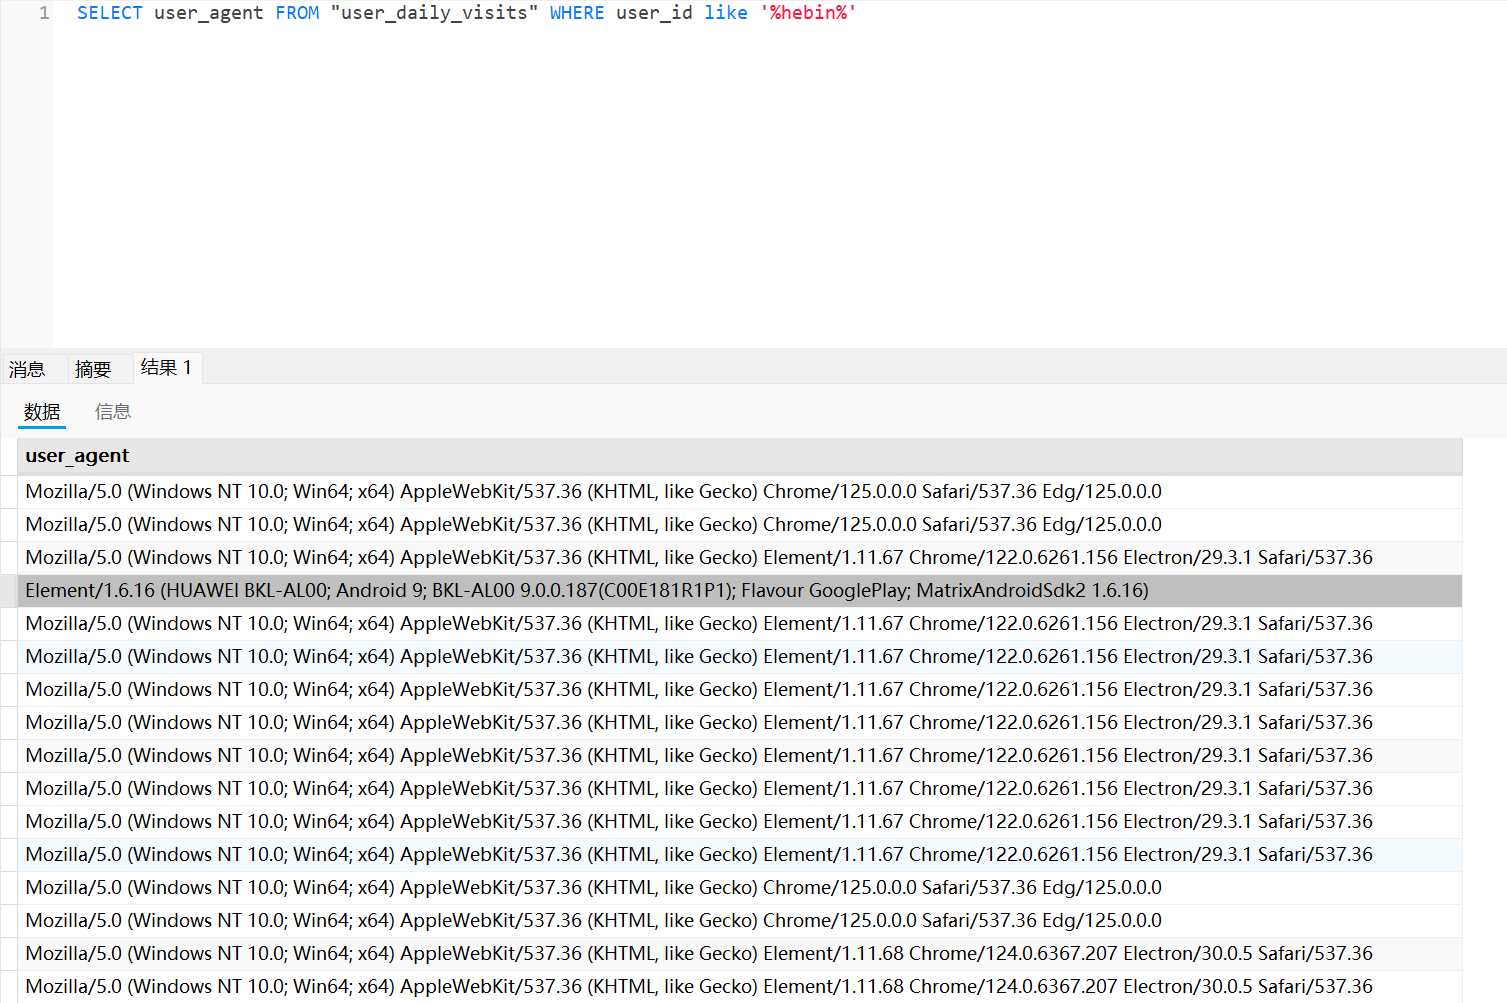 1 SELECT user_agent FROM "user_daily_visits" WHERE user_id like '%hebin%'
消息 摘要 结果 1
数据 信息
user_agent
Mozilla/5.0 (Windows NT 10.0; Win64; x64) AppleWebKit/537.36 (KHTML, like Gecko) Chrome/125.0.0.0 Safari/537.36 Edg/125.0.0.0
Mozilla/5.0 (Windows NT 10.0; Win64; x64) AppleWebKit/537.36 (KHTML, like Gecko) Chrome/125.0.0.0 Safari/537.36 Edg/125.0.0.0
Mozilla/5.0 (Windows NT 10.0; Win64; x64) AppleWebKit/537.36 (KHTML, like Gecko) Element/1.11.67 Chrome/122.0.6261.156 Electron/29.3.1 Safari/537.36
Element/1.6.16 (HUAWEI BKL-AL00; Android 9; BKL-AL00 9.0.0.187(C00E181R1P1); Flavour GooglePlay; MatrixAndroidSdk2 1.6.16)
Mozilla/5.0 (Windows NT 10.0; Win64; x64) AppleWebKit/537.36 (KHTML, like Gecko) Element/1.11.67 Chrome/122.0.6261.156 Electron/29.3.1 Safari/537.36
Mozilla/5.0 (Windows NT 10.0; Win64; x64) AppleWebKit/537.36 (KHTML, like Gecko) Element/1.11.67 Chrome/122.0.6261.156 Electron/29.3.1 Safari/537.36
Mozilla/5.0 (Windows NT 10.0; Win64; x64) AppleWebKit/537.36 (KHTML, like Gecko) Element/1.11.67 Chrome/122.0.6261.156 Electron/29.3.1 Safari/537.36
Mozilla/5.0 (Windows NT 10.0; Win64; x64) AppleWebKit/537.36 (KHTML, like Gecko) Element/1.11.67 Chrome/122.0.6261.156 Electron/29.3.1 Safari/537.36
Mozilla/5.0 (Windows NT 10.0; Win64; x64) AppleWebKit/537.36 (KHTML, like Gecko) Element/1.11.67 Chrome/122.0.6261.156 Electron/29.3.1 Safari/537.36
Mozilla/5.0 (Windows NT 10.0; Win64; x64) AppleWebKit/537.36 (KHTML, like Gecko) Element/1.11.67 Chrome/122.0.6261.156 Electron/29.3.1 Safari/537.36
Mozilla/5.0 (Windows NT 10.0; Win64; x64) AppleWebKit/537.36 (KHTML, like Gecko) Element/1.11.67 Chrome/122.0.6261.156 Electron/29.3.1 Safari/537.36
Mozilla/5.0 (Windows NT 10.0; Win64; x64) AppleWebKit/537.36 (KHTML, like Gecko) Element/1.11.67 Chrome/122.0.6261.156 Electron/29.3.1 Safari/537.36
Mozilla/5.0 (Windows NT 10.0; Win64; x64) AppleWebKit/537.36 (KHTML, like Gecko) Chrome/125.0.0.0 Safari/537.36 Edg/125.0.0.0
Mozilla/5.0 (Windows NT 10.0; Win64; x64) AppleWebKit/537.36 (KHTML, like Gecko) Chrome/125.0.0.0 Safari/537.36 Edg/125.0.0.0
Mozilla/5.0 (Windows NT 10.0; Win64; x64) AppleWebKit/537.36 (KHTML, like Gecko) Element/1.11.68 Chrome/124.0.6367.207 Electron/30.0.5 Safari/537.36
Mozilla/5.0 (Windows NT 10.0; Win64; x64) AppleWebKit/537.36 (KHTML, like Gecko) Element/1.11.68 Chrome/124.0.6367.207 Electron/30.0.5 Safari/537.36